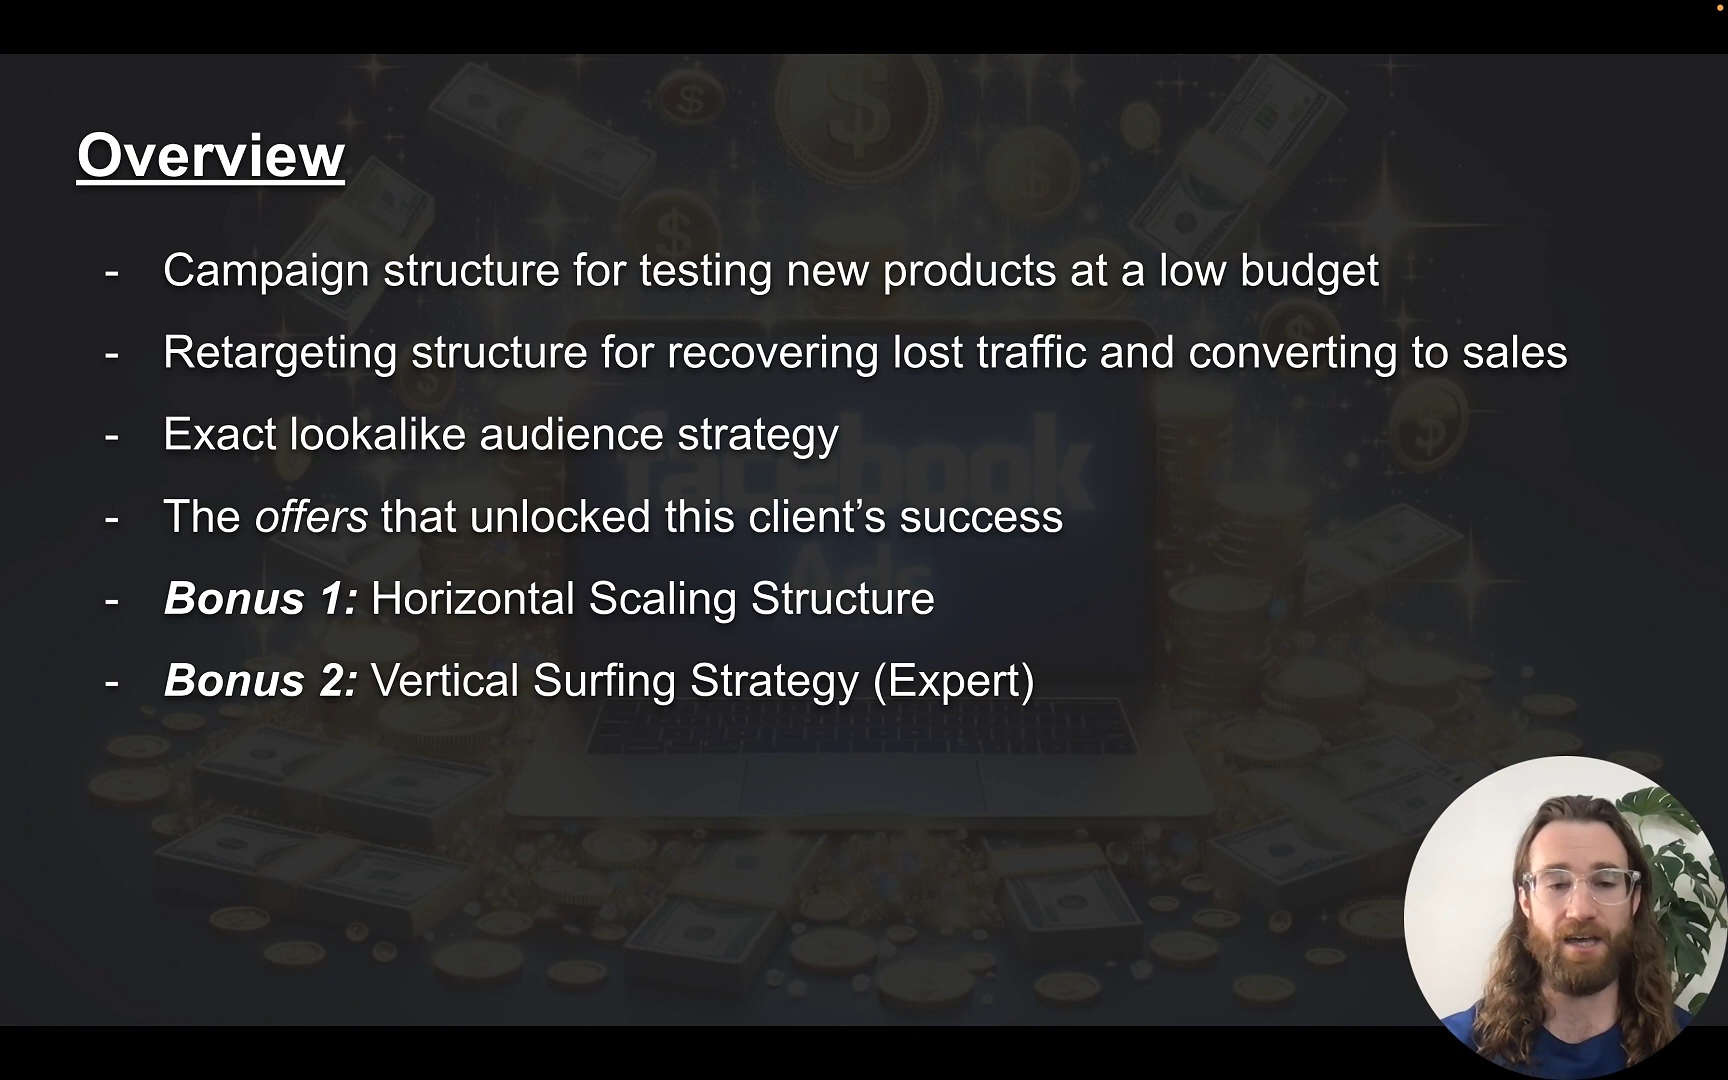 Overview
- Campaign structure for testing new products at a low budget
- Retargeting structure for recovering lost traffic and converting to sales
- Exact lookalike audience strategy
- The offers that unlocked this client’s success
- Bonus 1: Horizontal Scaling Structure
- Bonus 2: Vertical Surfing Strategy (Expert)
facebook
Ads